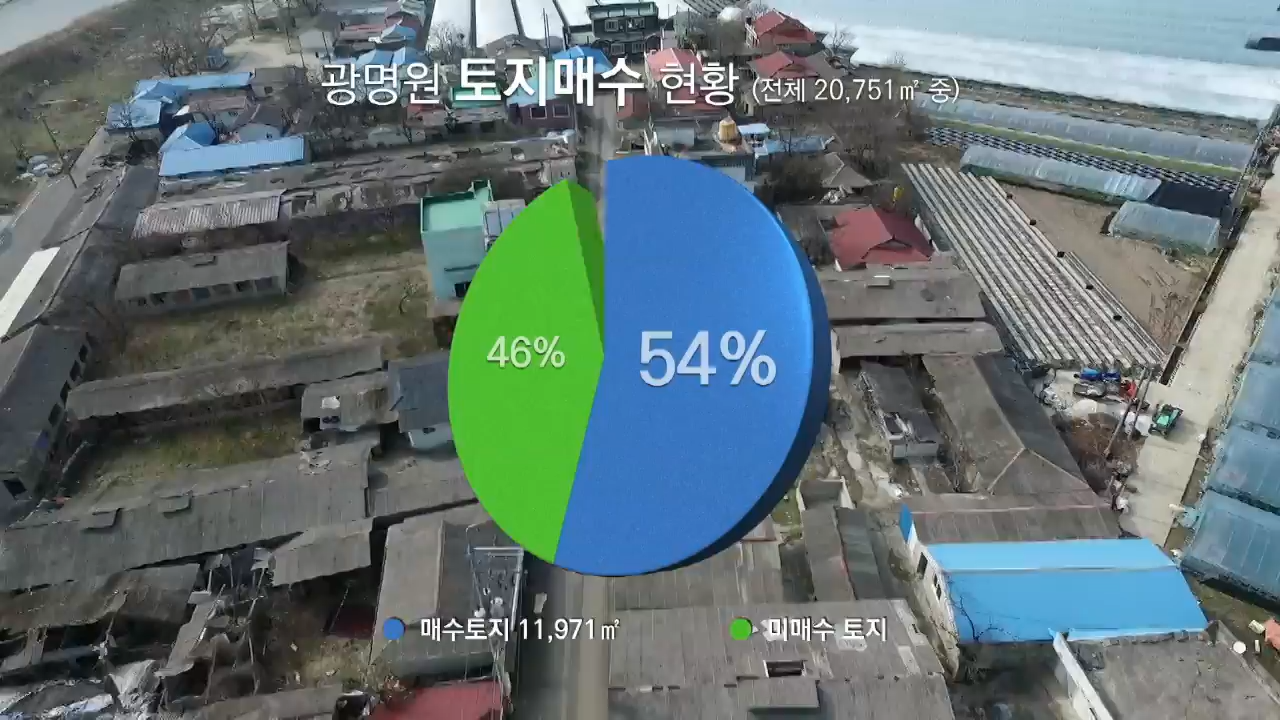 광명원 토지매수 현황 (전체 20,751㎡ 중)
46%
54%
매수토지 11,971㎡
미매수 토지